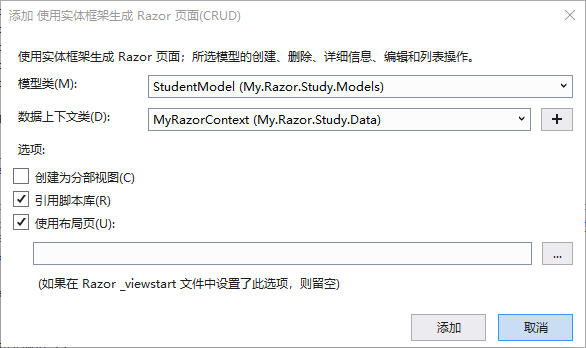 添加 使用实体框架生成 Razor 页面(CRUD)
使用实体框架生成 Razor 页面；所选模型的创建、删除、详细信息、编辑和列表操作。
模型类(M): StudentModel (My.Razor.Study.Models)
数据上下文类(D): MyRazorContext (My.Razor.Study.Data) +
选项:
创建为分部视图(C)
引用脚本库(R)
使用布局页(U):
...
(如果在 Razor _viewstart 文件中设置了此选项，则留空)
添加 取消